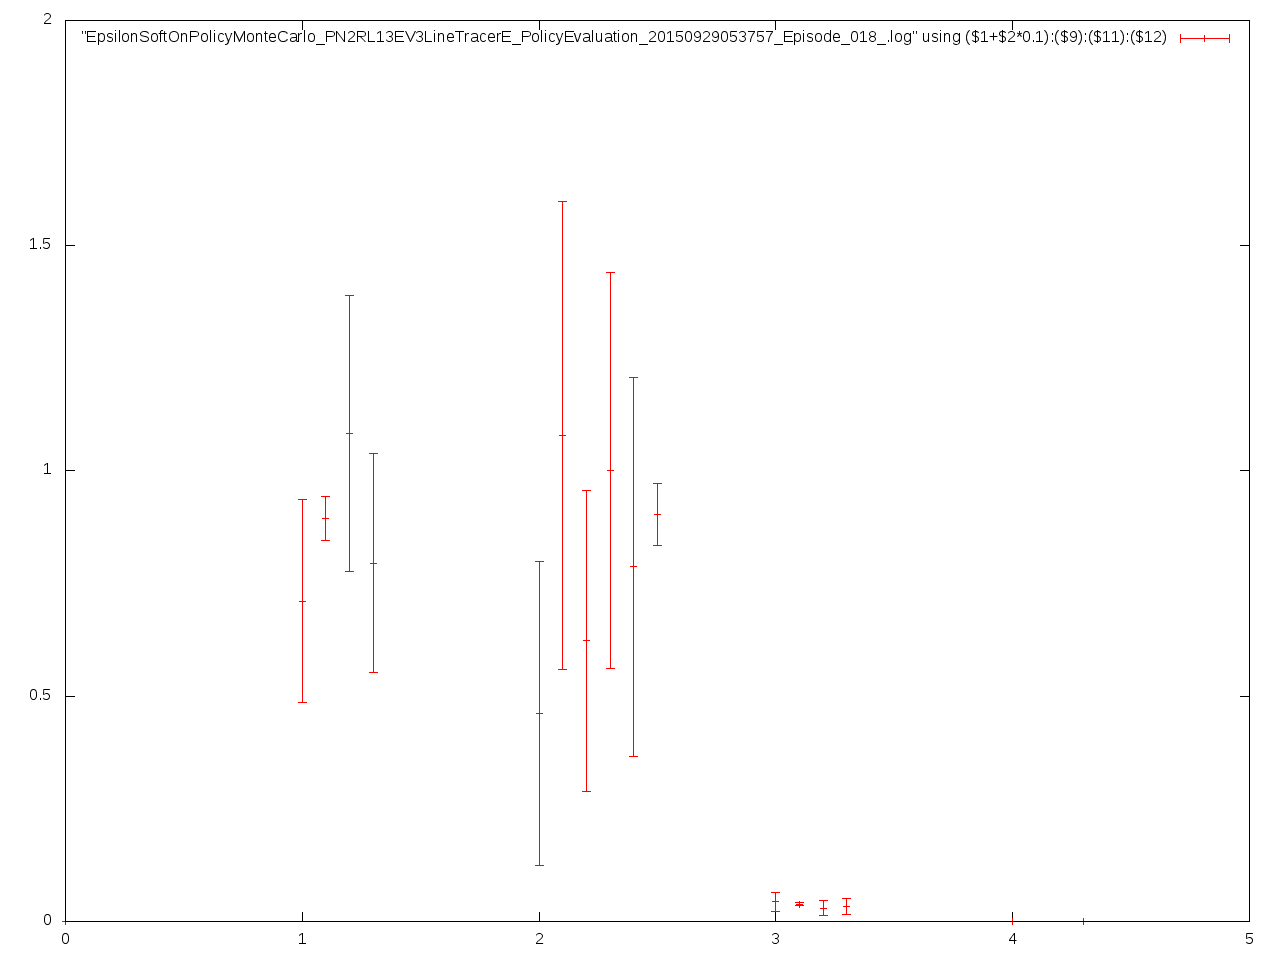 2
"EpsilonSoftOnPolicyMonteCarlo_PN2RL13EV3LineTracerE_PolicyEvaluation_20150929053757_Episode_018_.log" using ($1+$2*0.1):($9):($11):($12)
1.5
1
0.5
0
0 1 2 3 4 5